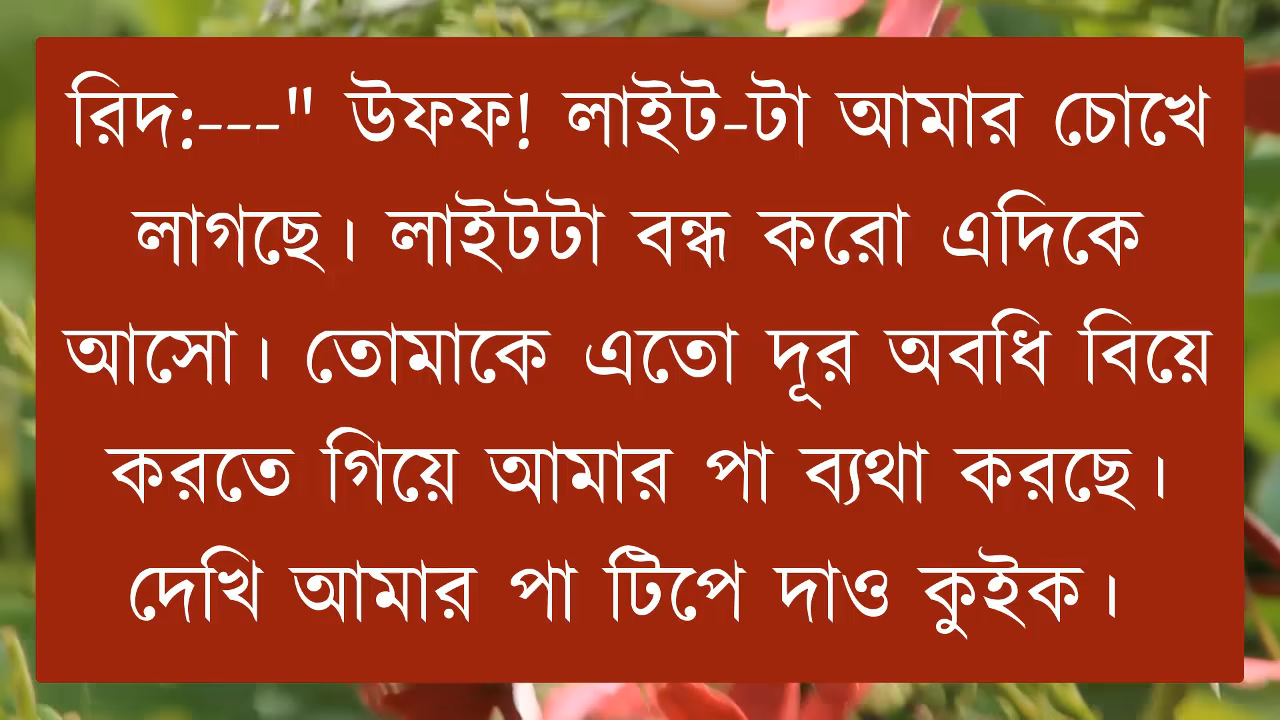 রিদ:---" উফফ! লাইট-টা আমার চোখে
লাগছে। লাইটটা বন্ধ করো এদিকে
আসো। তোমাকে এতো দূর অবধি বিয়ে
করতে গিয়ে আমার পা ব্যথা করছে।
দেখি আমার পা টিপে দাও কুইক।